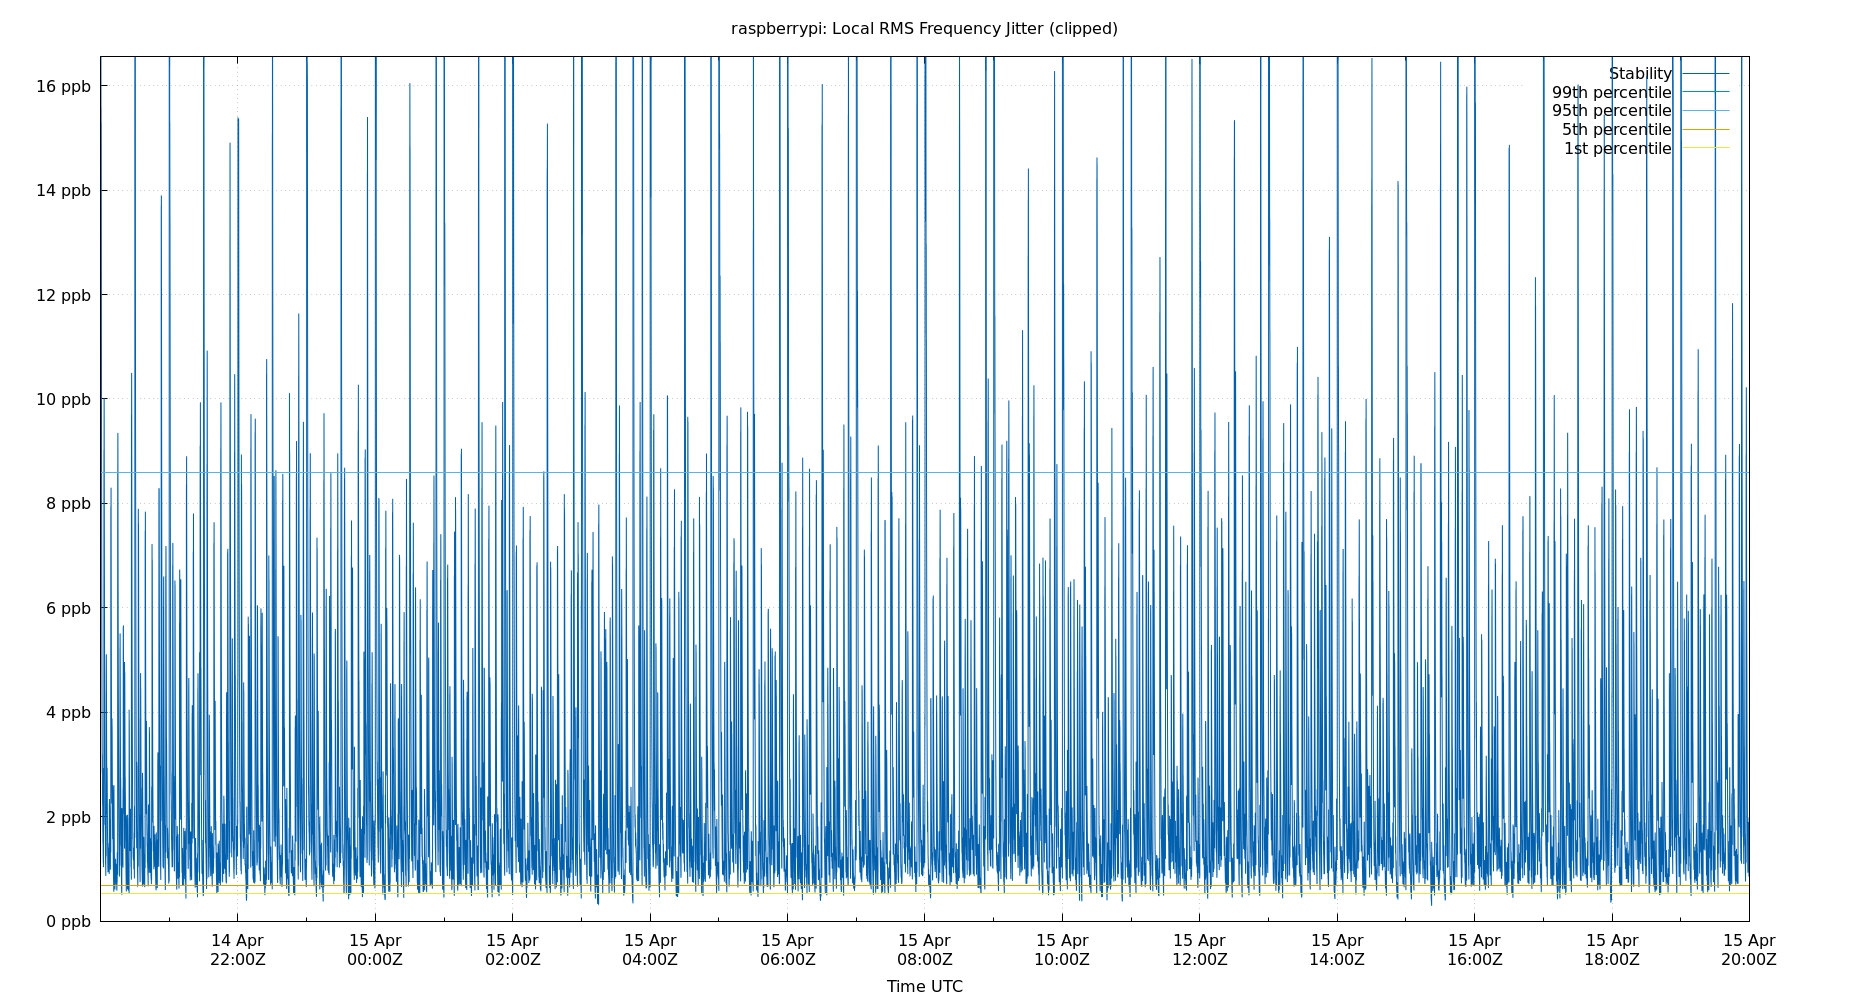 raspberrypi: Local RMS Frequency Jitter (clipped)
16 ppb
14 ppb
12 ppb
10 ppb
8 ppb
6 ppb
4 ppb
2 ppb
0 ppb
Stability
99th percentile
95th percentile
5th percentile
1st percentile
14 Apr 15 Apr 15 Apr 15 Apr 15 Apr 15 Apr 15 Apr 15 Apr 15 Apr 15 Apr 15 Apr 15 Apr
22:00Z 00:00Z 02:00Z 04:00Z 06:00Z 08:00Z 10:00Z 12:00Z 14:00Z 16:00Z 18:00Z 20:00Z
Time UTC